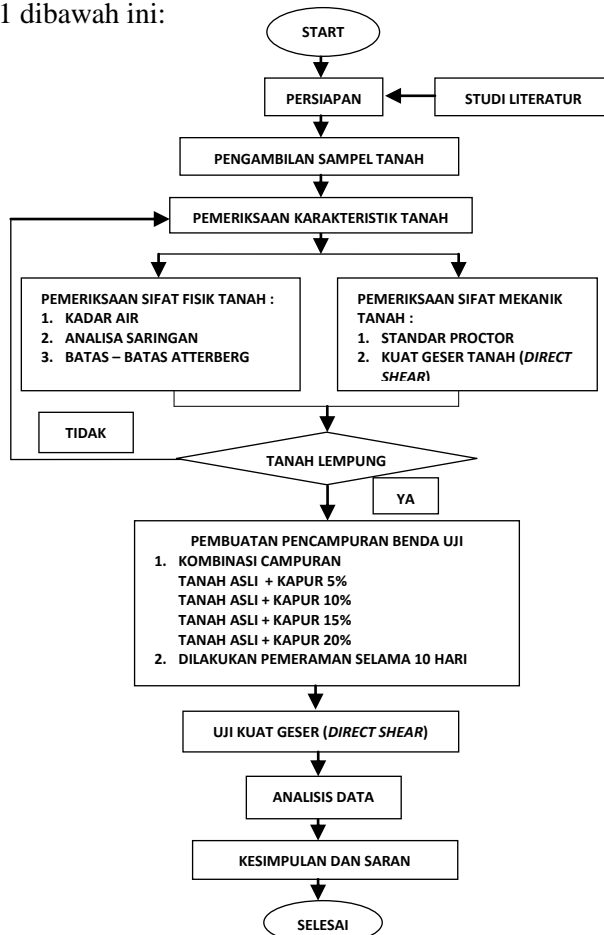 1 dibawah ini:
START
PERSIAPAN
STUDI LITERATUR
PENGAMBILAN SAMPEL TANAH
PEMERIKSAAN KARAKTERISTIK TANAH
PEMERIKSAAN SIFAT FISIK TANAH :
1. KADAR AIR
2. ANALISA SARINGAN
3. BATAS – BATAS ATTERBERG
PEMERIKSAAN SIFAT MEKANIK
TANAH :
1. STANDAR PROCTOR
2. KUAT GESER TANAH (DIRECT
SHEAR)
TIDAK
TANAH LEMPUNG
YA
PEMBUATAN PENCAMPURAN BENDA UJI
1. KOMBINASI CAMPURAN
TANAH ASLI + KAPUR 5%
TANAH ASLI + KAPUR 10%
TANAH ASLI + KAPUR 15%
TANAH ASLI + KAPUR 20%
2. DILAKUKAN PEMERAMAN SELAMA 10 HARI
UJI KUAT GESER (DIRECT SHEAR)
ANALISIS DATA
KESIMPULAN DAN SARAN
SELESAI